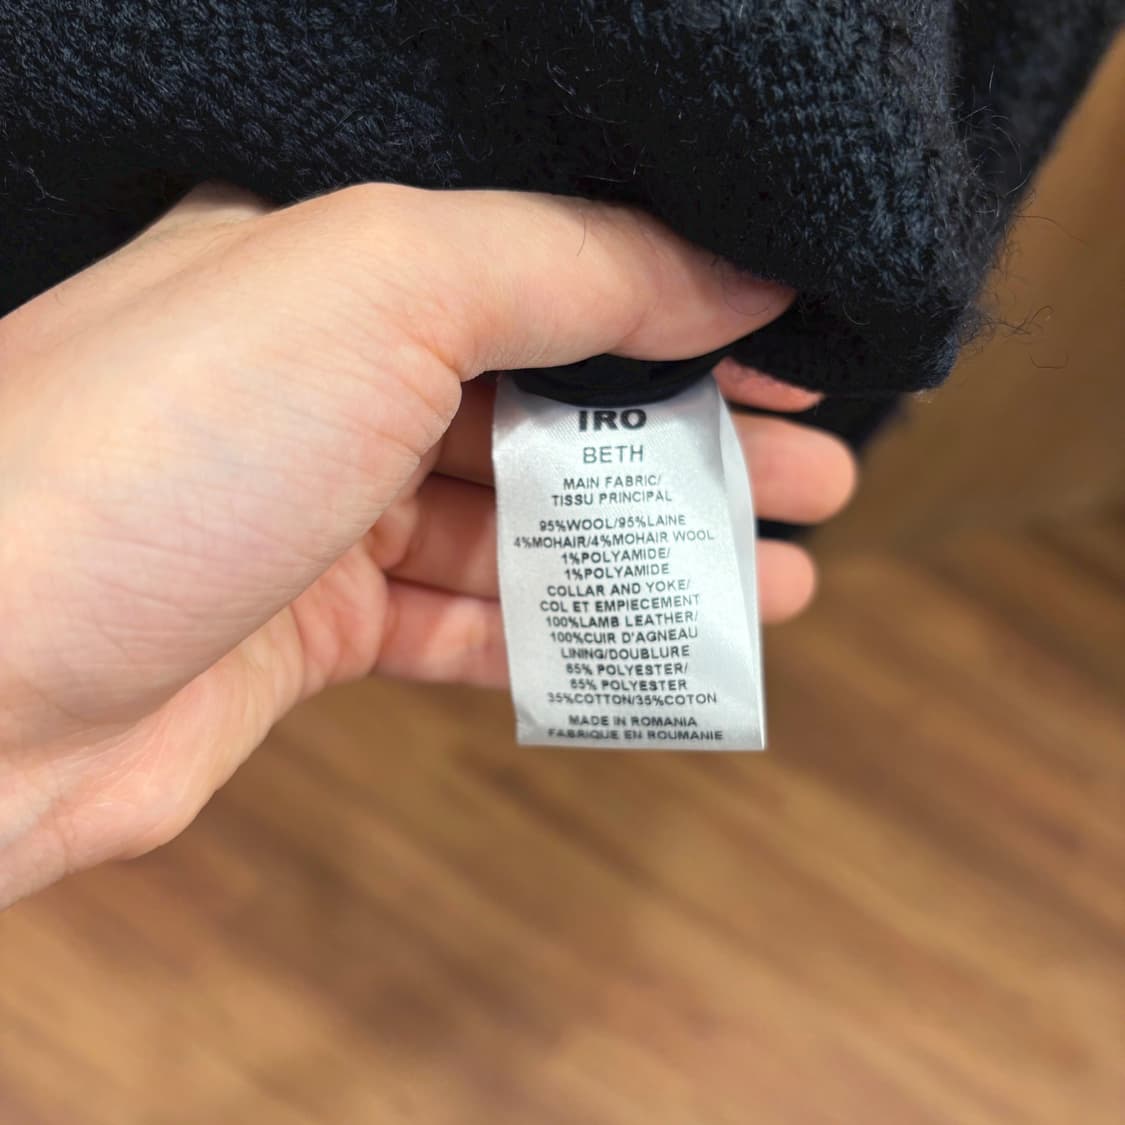 IRO
BETH
MAIN FABRIC/
TISSU PRINCIPAL
95%WOOL/95%LAINE
4%MOHAIR/4%MOHAIR WOOL
1%POLYAMIDE/
1%POLYAMIDE
COLLAR AND YOKE/
COL ET EMPIECEMENT
100%LAMB LEATHER/
100%CUIR D'AGNEAU
LINING/DOUBLURE
65% POLYESTER/
65% POLYESTER
35%COTTON/35%COTON
MADE IN ROMANIA
FABRIQUE EN ROUMANIE